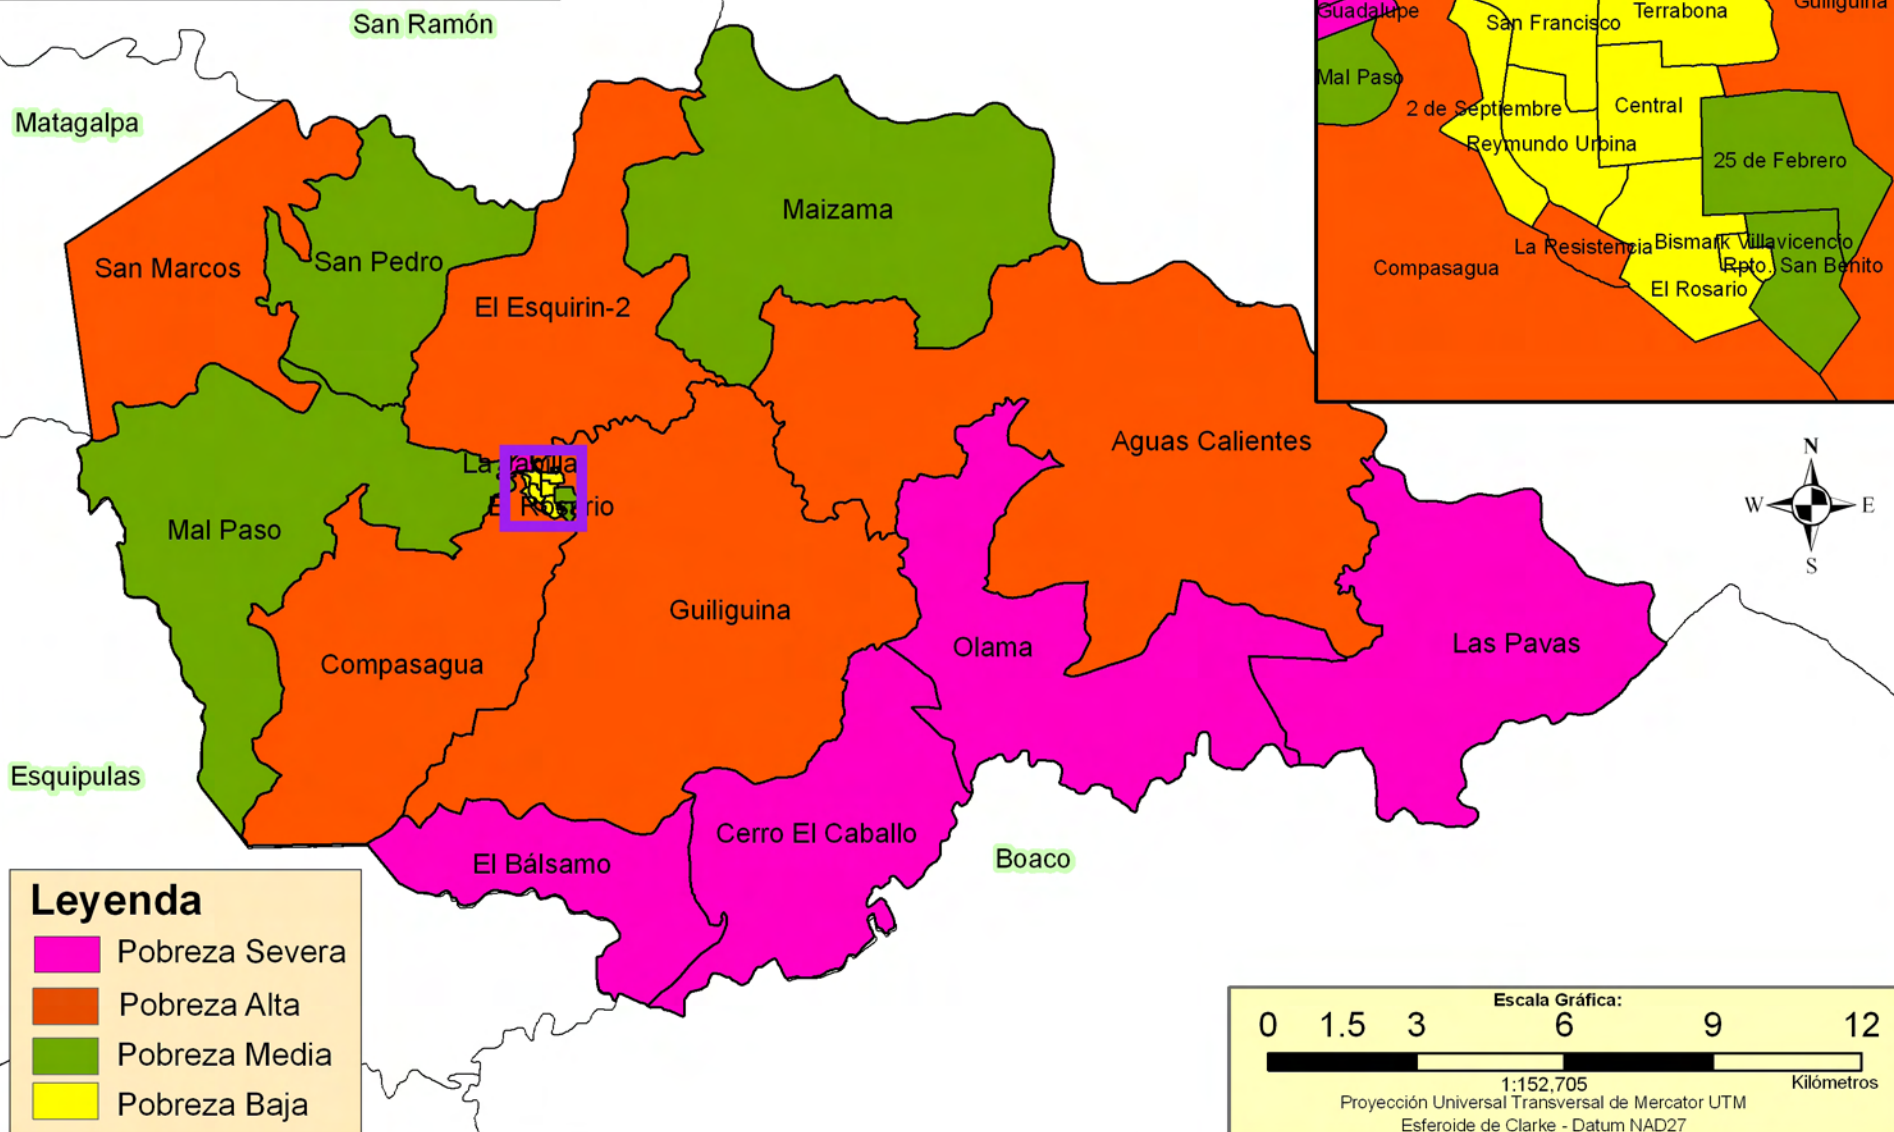 San Ramón
Matagalpa
San Marcos
San Pedro
El Esquirin-2
Maizama
Aguas Calientes
Mal Paso
El Rosario
Guiliguina
Compasagua
Olama
Las Pavas
Cerro El Caballo
El Bálsamo
Esquipulas
Boaco
Guadalupe
San Francisco
Terrabona
Guiliguina
Mal Paso
2 de Septiembre
Central
Reymundo Urbina
25 de Febrero
La Resistencia
Bismark Villavicencio
Compasagua
Rpto. San Benito
El Rosario
N
W
E
S
Leyenda
Pobreza Severa
Pobreza Alta
Pobreza Media
Pobreza Baja
Escala Gráfica:
0 1.5 3 6 9 12
1:152,705
Kilómetros
Proyección Universal Transversal de Mercator UTM
Esferoide de Clarke - Datum NAD27